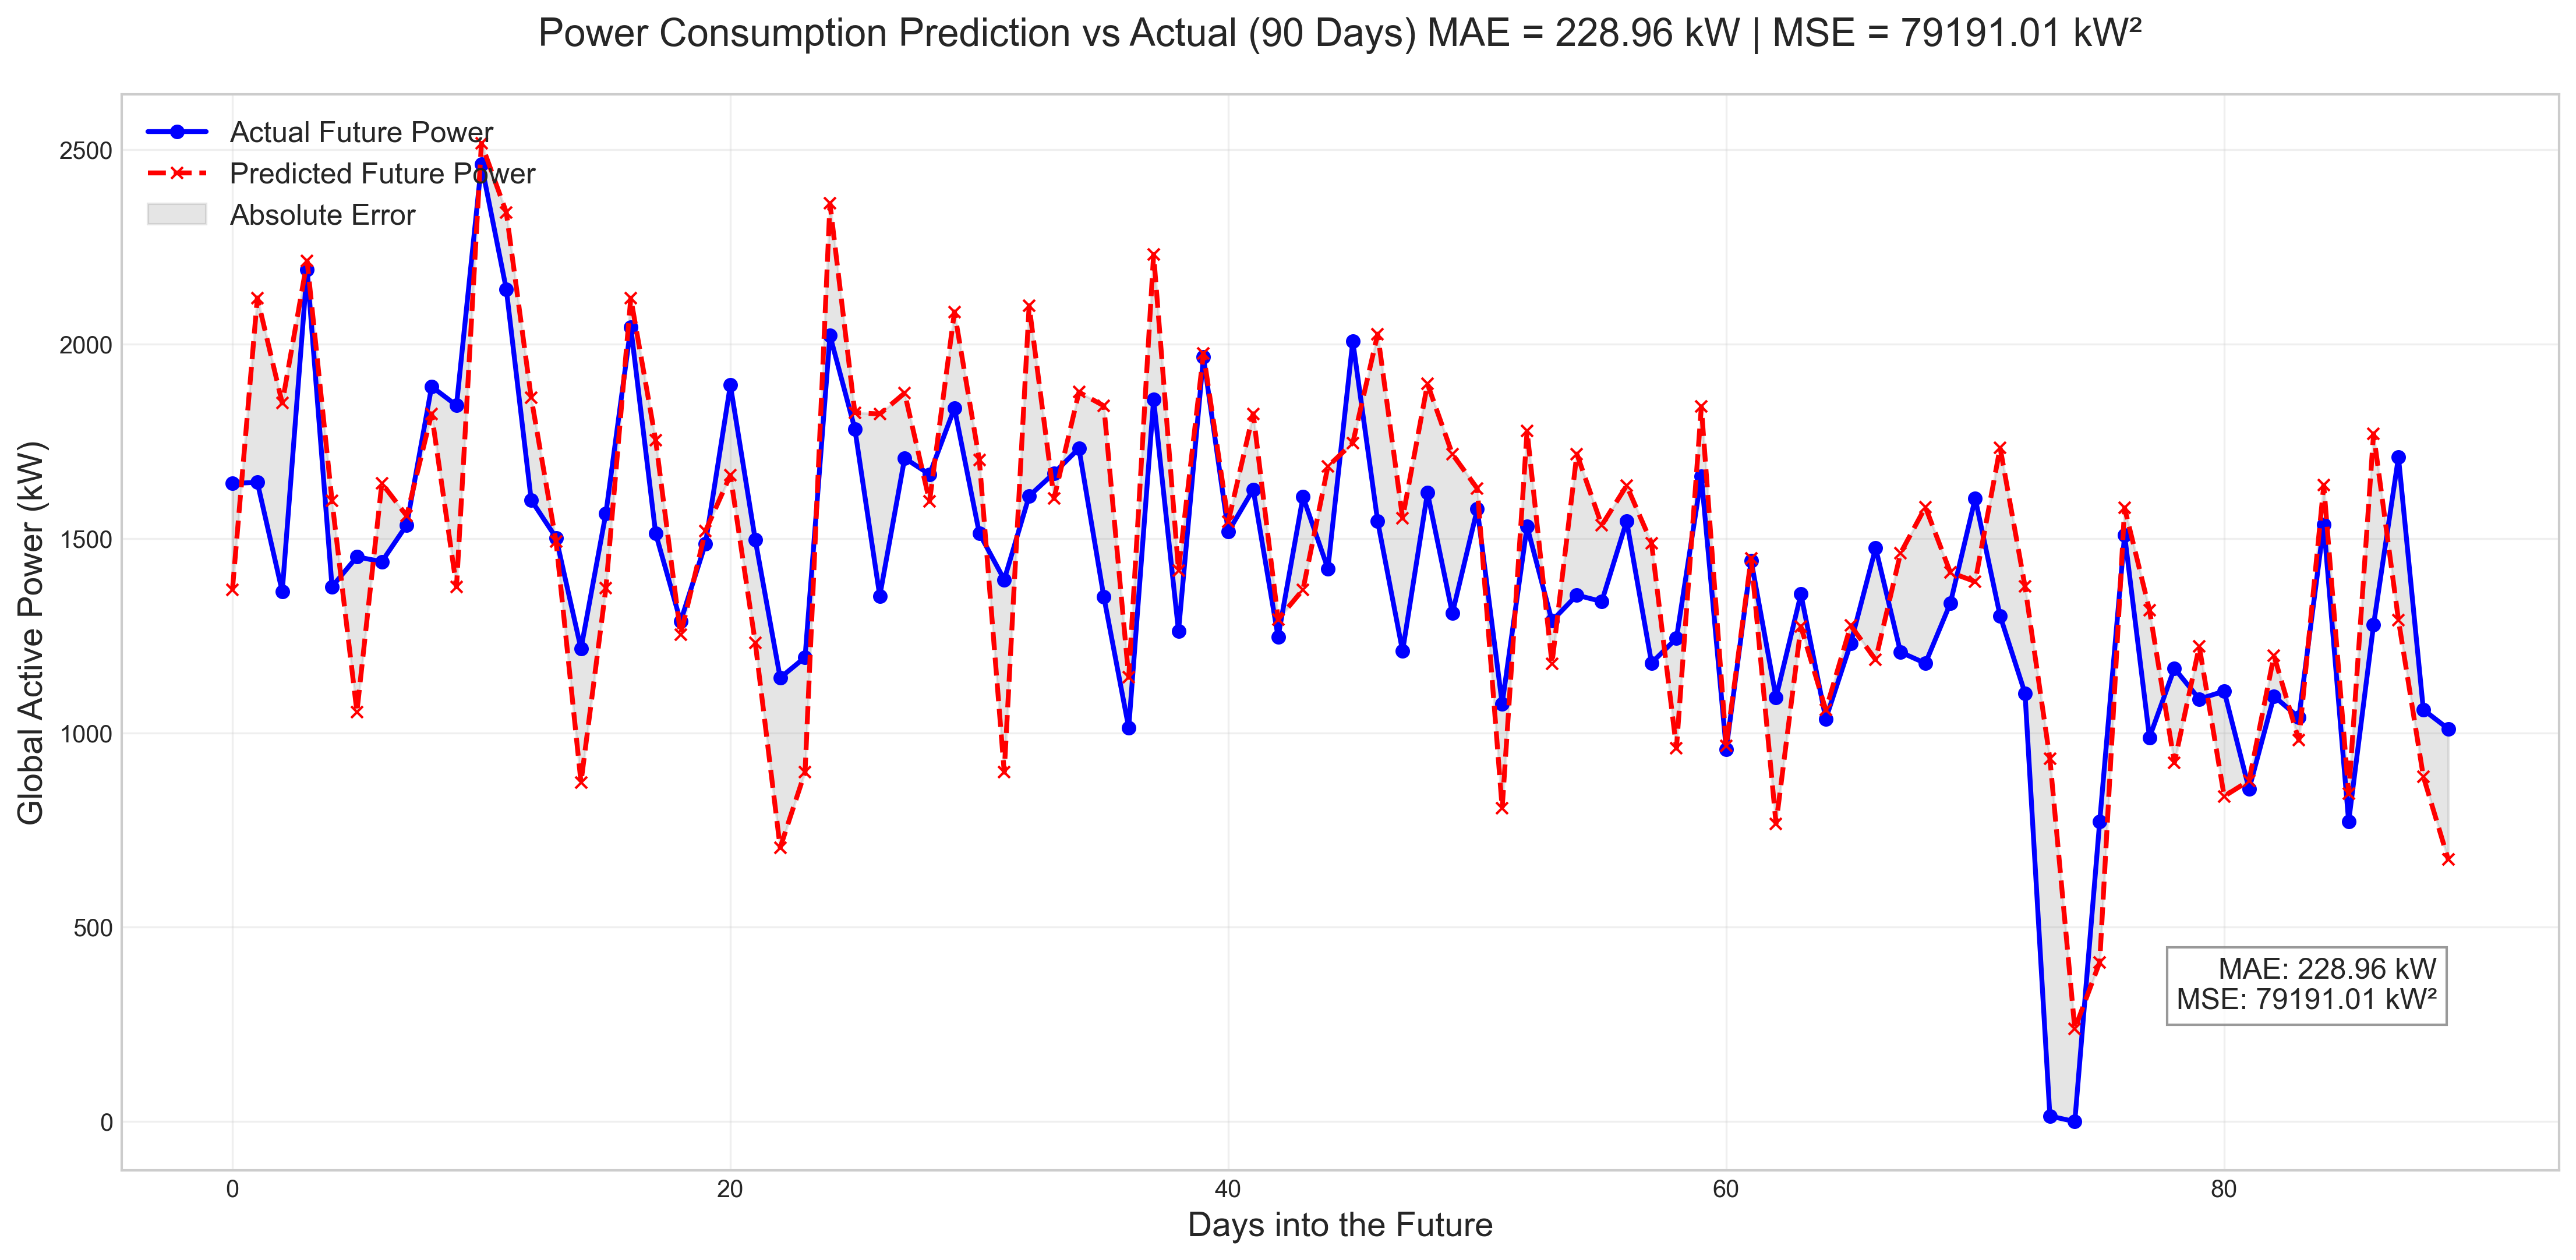 Power Consumption Prediction vs Actual (90 Days) MAE = 228.96 kW | MSE = 79191.01 kW²
Actual Future Power
Predicted Future Power
Absolute Error
Global Active Power (kW)
2500
2000
1500
1000
500
0
MAE: 228.96 kW
MSE: 79191.01 kW²
0
20
40
60
80
Days into the Future